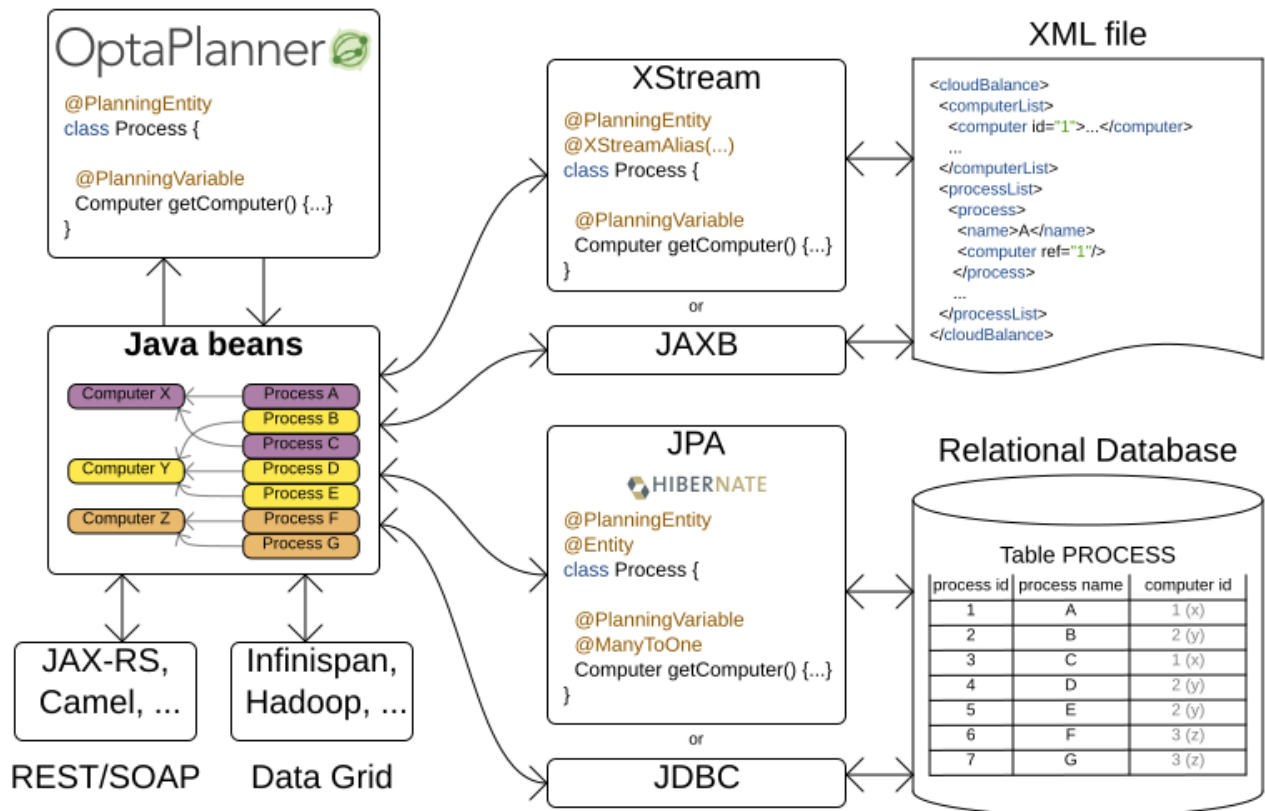 OptaPlanner
@PlanningEntity
class Process {
@PlanningVariable
Computer getComputer() {...}
}
Java beans
Computer X
Computer Y
Computer Z
Process A
Process B
Process C
Process D
Process E
Process F
Process G
JAX-RS,
Camel, ...
REST/SOAP
Infinispan,
Hadoop, ...
Data Grid
XStream
@PlanningEntity
@XStreamAlias(...)
class Process {
@PlanningVariable
Computer getComputer() {...}
}
or
JAXB
JPA
HIBERNATE
@PlanningEntity
@Entity
class Process {
@PlanningVariable
@ManyToOne
Computer getComputer() {...}
}
or
JDBC
XML file
<cloudBalance>
<computerList>
<computer id="1">...</computer>
...
</computerList>
<processList>
<process>
<name>A</name>
<computer ref="1"/>
</process>
...
</processList>
</cloudBalance>
Relational Database
Table PROCESS
process id process name computer id
1 A 1 (x)
2 B 2 (y)
3 C 1 (x)
4 D 2 (y)
5 E 2 (y)
6 F 3 (z)
7 G 3 (z)